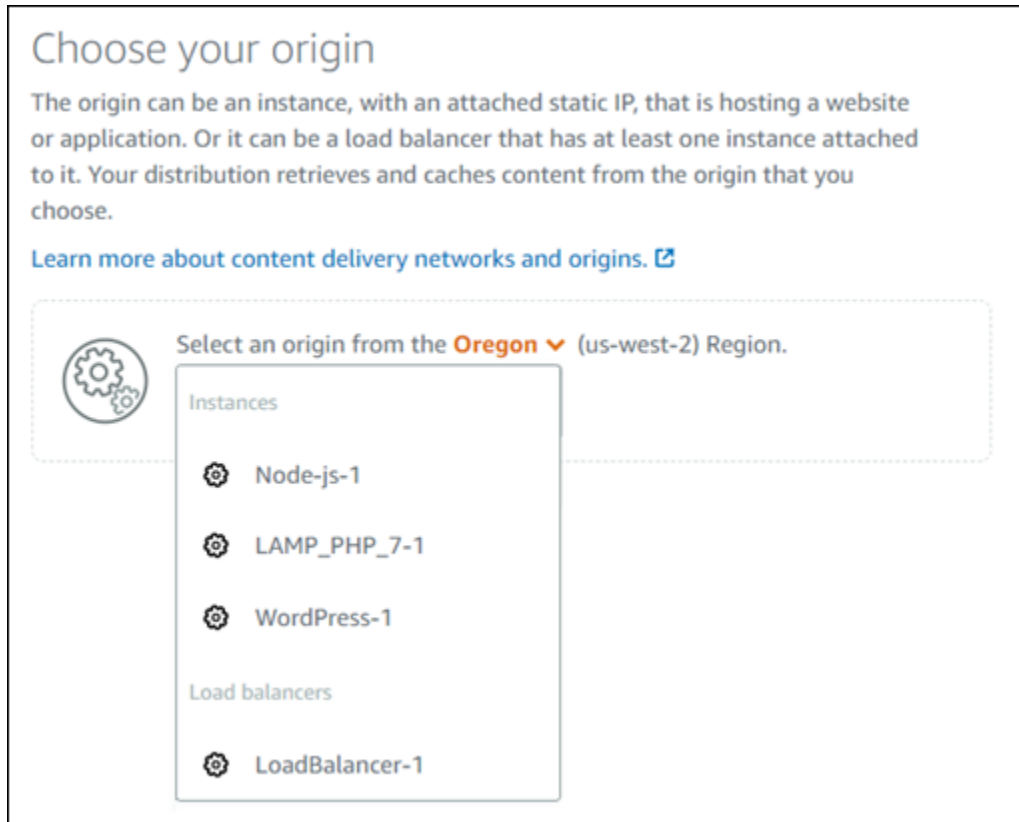 Choose your origin
The origin can be an instance, with an attached static IP, that is hosting a website
or application. Or it can be a load balancer that has at least one instance attached
to it. Your distribution retrieves and caches content from the origin that you
choose.
Learn more about content delivery networks and origins.
Select an origin from the Oregon (us-west-2) Region.
Instances
Node-js-1
LAMP_PHP_7-1
WordPress-1
Load balancers
LoadBalancer-1